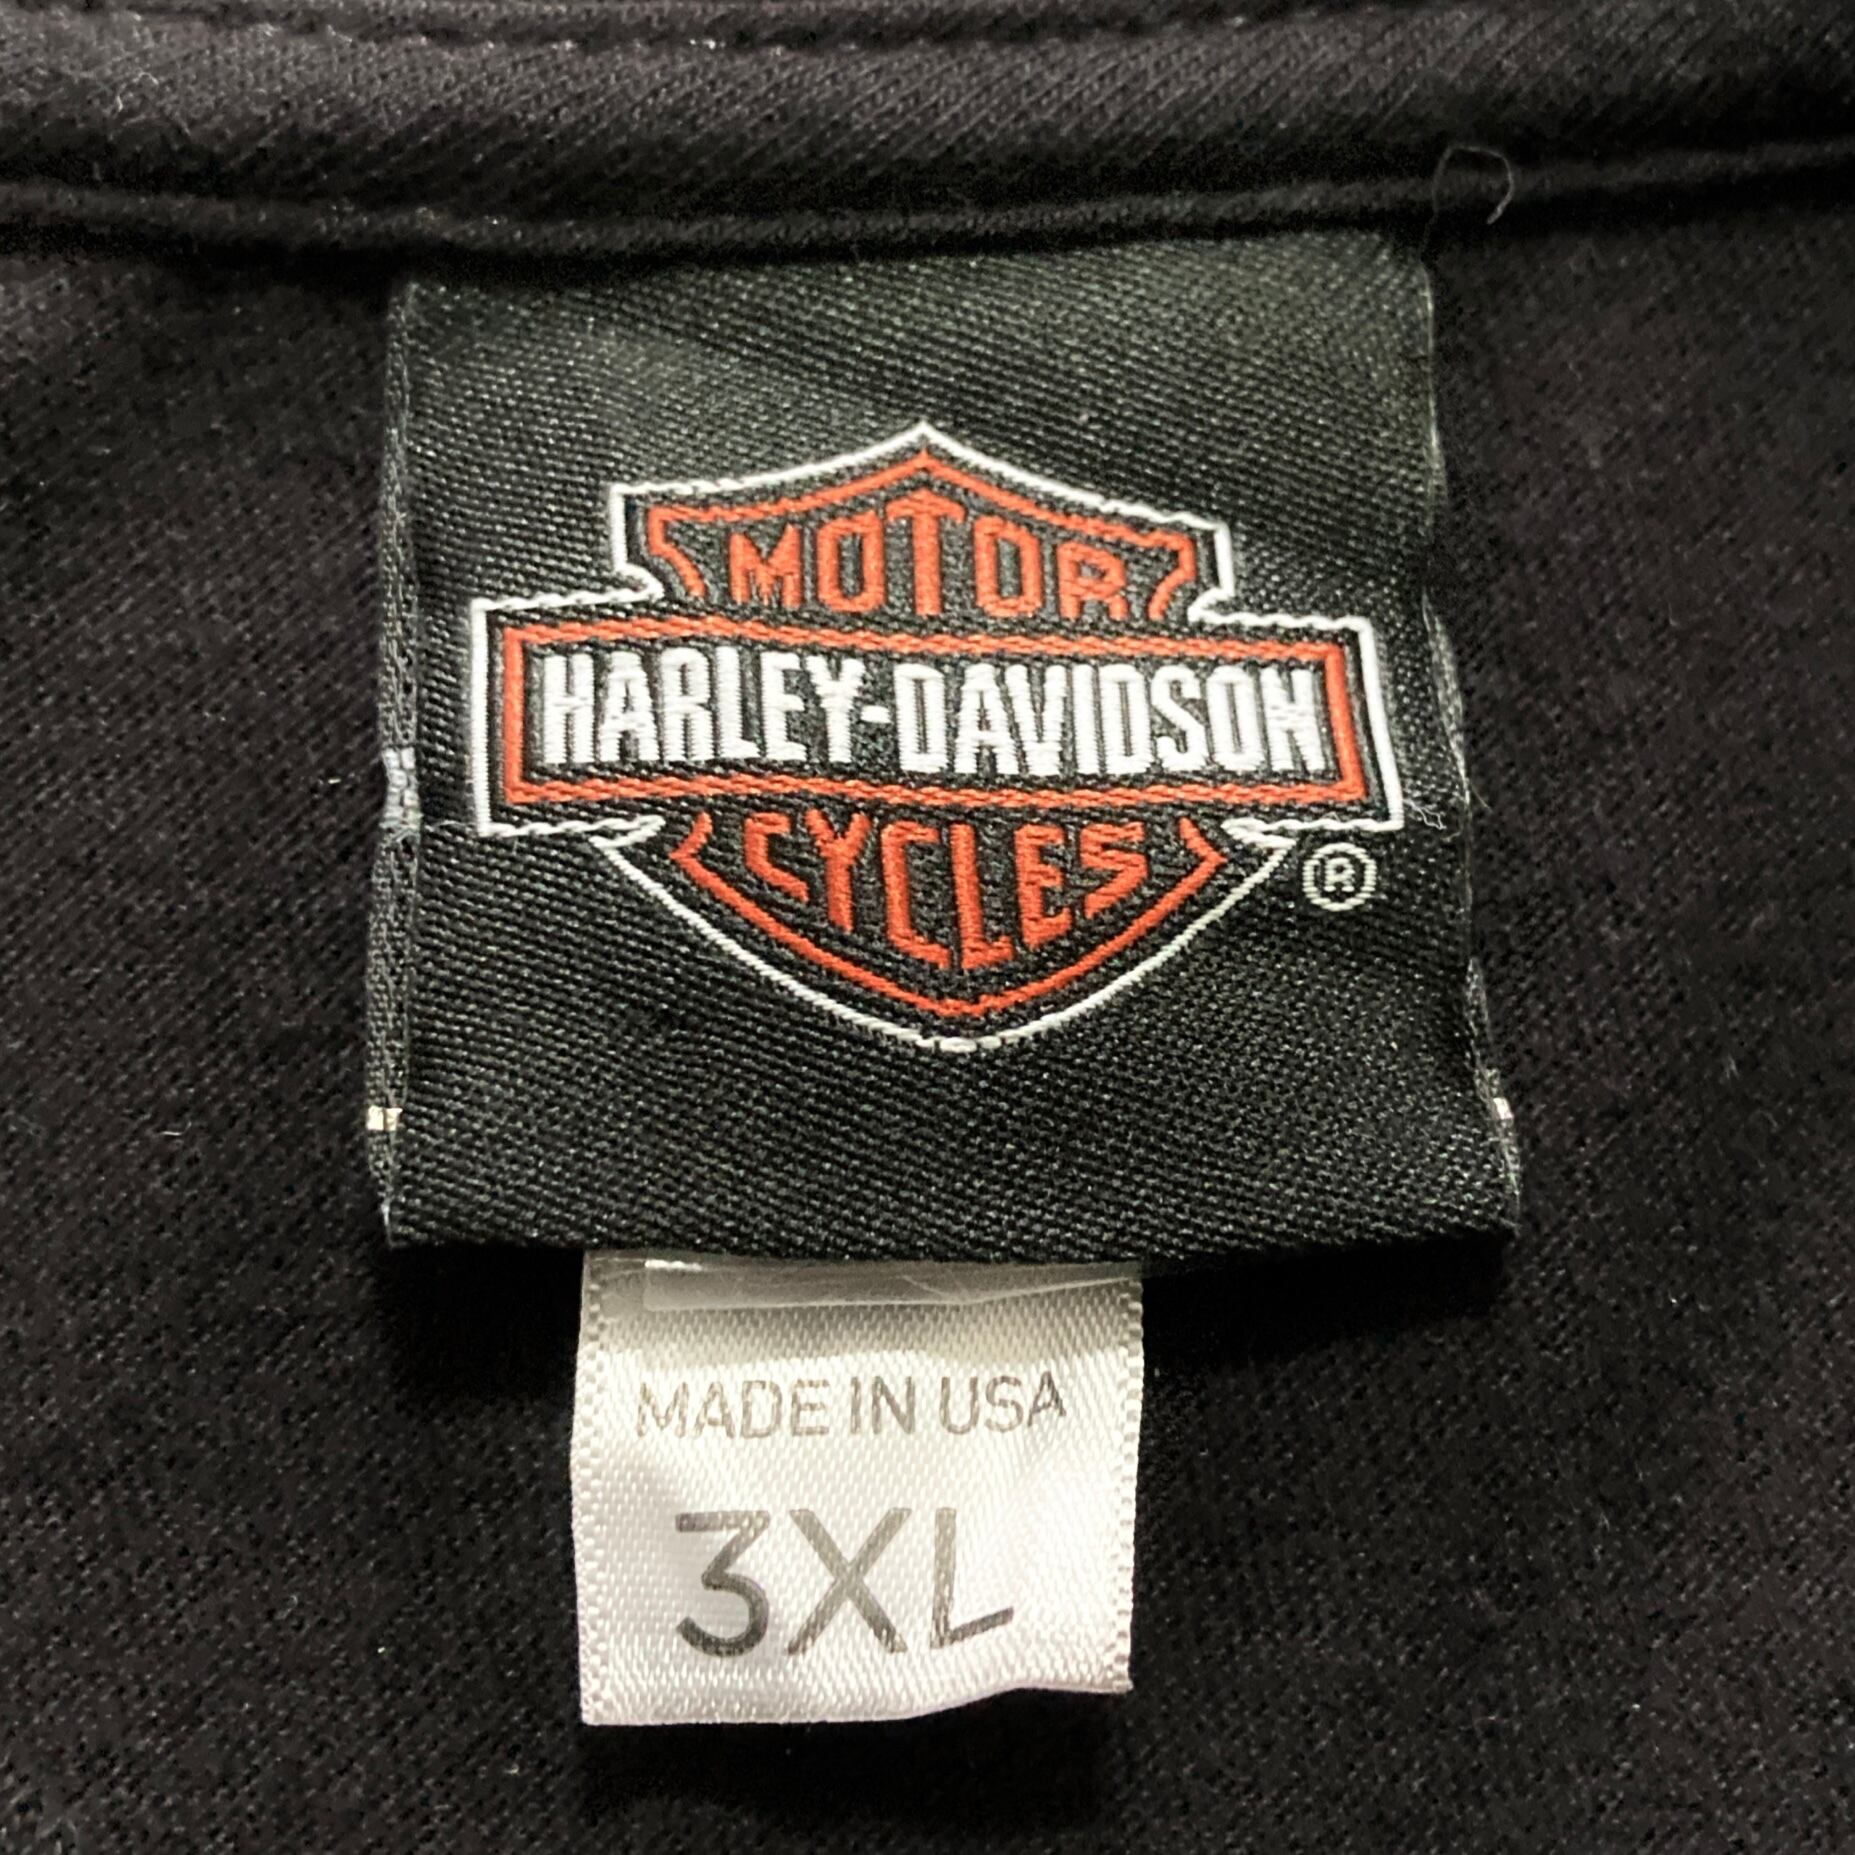 MOTOR
HARLEY-DAVIDSON
CYCLES
®
MADE IN USA
3XL